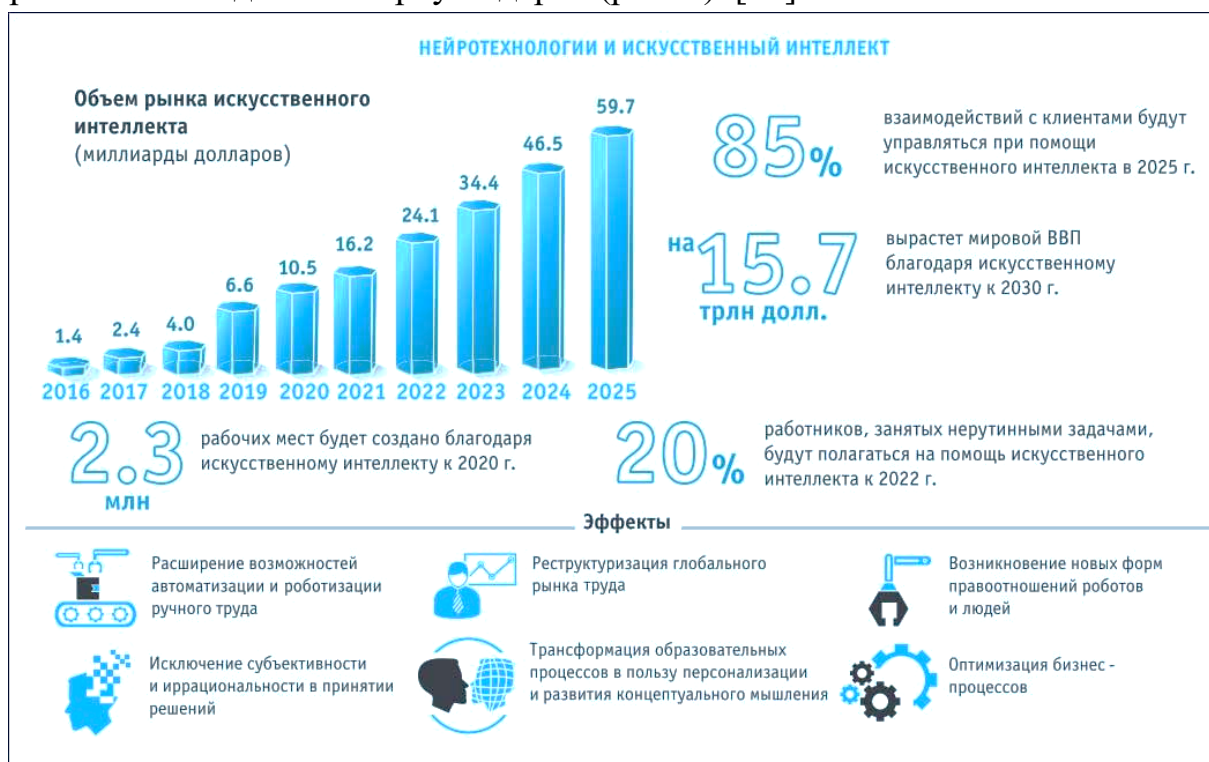 НЕЙРОТЕХНОЛОГИИ И ИСКУССТВЕННЫЙ ИНТЕЛЛЕКТ
Объем рынка искусственного
интеллекта
(миллиарды долларов)
1.4
2.4
4.0
6.6
10.5
16.2
24.1
34.4
46.5
59.7
2016
2017
2018
2019
2020
2021
2022
2023
2024
2025
85%
взаимодействий с клиентами будут
управляться при помощи
искусственного интеллекта в 2025 г.
на 15.7
трлн долл.
вырастет мировой ВВП
благодаря искусственному
интеллекту к 2030 г.
2.3
млн
рабочих мест будет создано благодаря
искусственному интеллекту к 2020 г.
20%
работников, занятых нерутинными задачами,
будут полагаться на помощь искусственного
интеллекта к 2022 г.
Эффекты
Расширение возможностей
автоматизации и роботизации
ручного труда
Реструктуризация глобального
рынка труда
Возникновение новых форм
правоотношений роботов
и людей
Исключение субъективности
и иррациональности в принятии
решений
Трансформация образовательных
процессов в пользу персонализации
и развития концептуального мышления
Оптимизация бизнес -
процессов